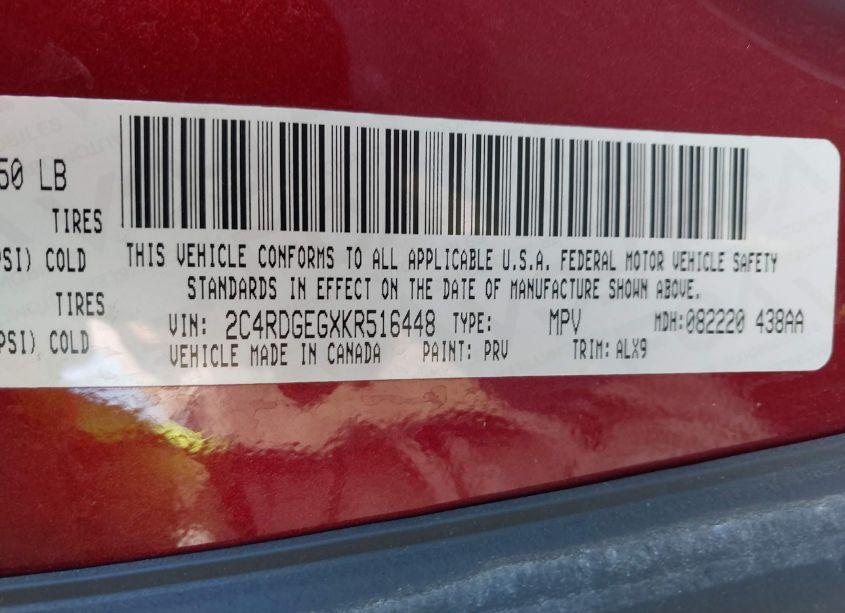 50 LB
TIRES
PSI) COLD
TIRES
PSI) COLD
THIS VEHICLE CONFORMS TO ALL APPLICABLE U.S.A. FEDERAL MOTOR VEHICLE SAFETY
STANDARDS IN EFFECT ON THE DATE OF MANUFACTURE SHOWN ABOVE.
VIN: 2C4RDGEGXKR516448 TYPE: MPV MDH:082220 438AA
VEHICLE MADE IN CANADA PAINT: PRV TRIM: ALX9